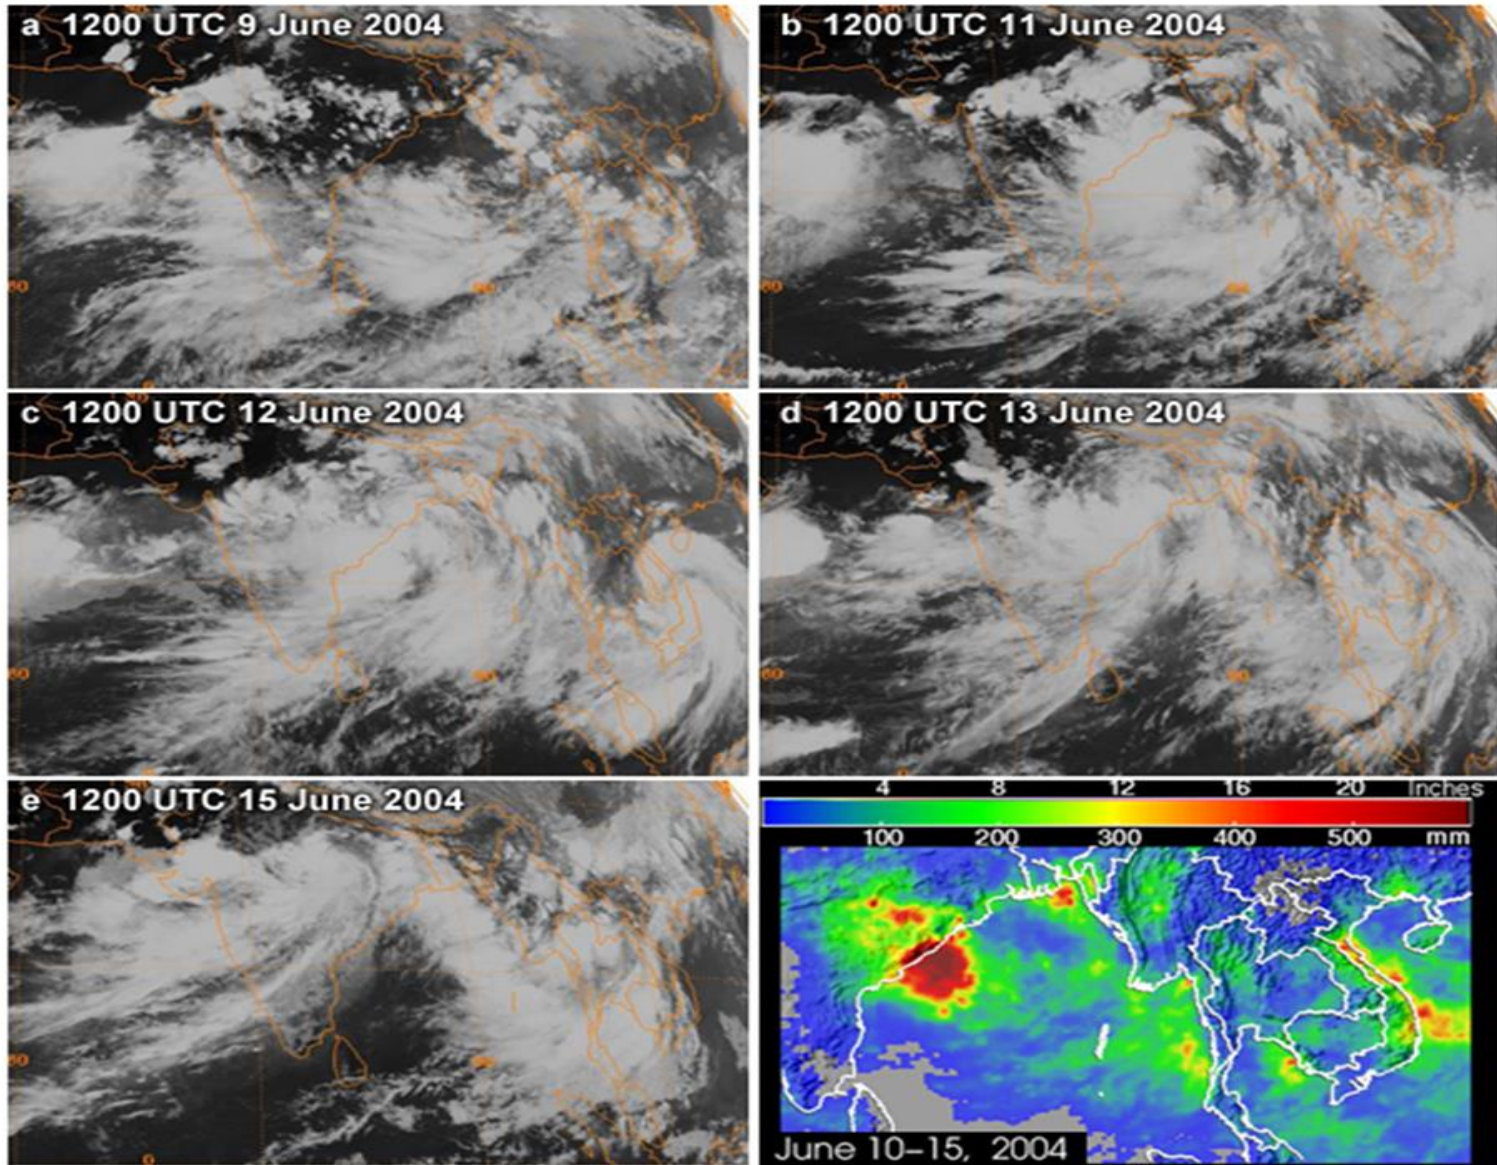 a 1200 UTC 9 June 2004
b 1200 UTC 11 June 2004
c 1200 UTC 12 June 2004
d 1200 UTC 13 June 2004
e 1200 UTC 15 June 2004
4 8 12 16 20 Inches
100 200 300 400 500 mm
June 10–15, 2004